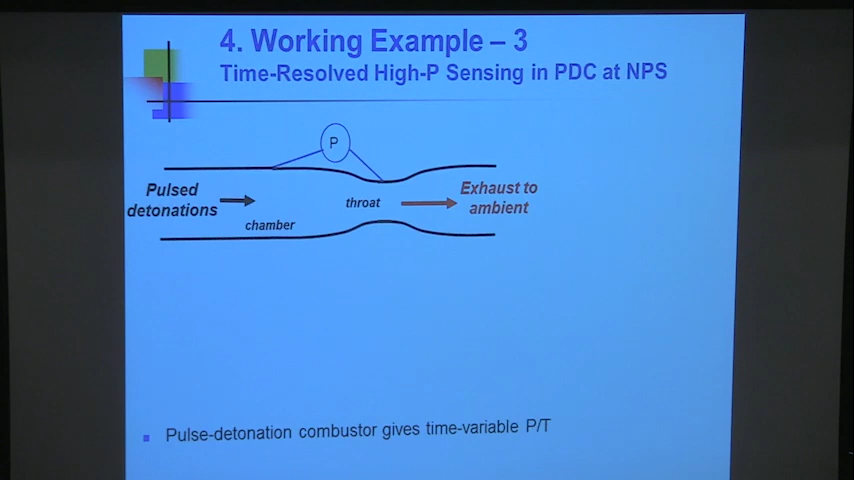 4. Working Example – 3
Time-Resolved High-P Sensing in PDC at NPS
P
Pulsed
detonations
chamber
throat
Exhaust to
ambient
Pulse-detonation combustor gives time-variable P/T